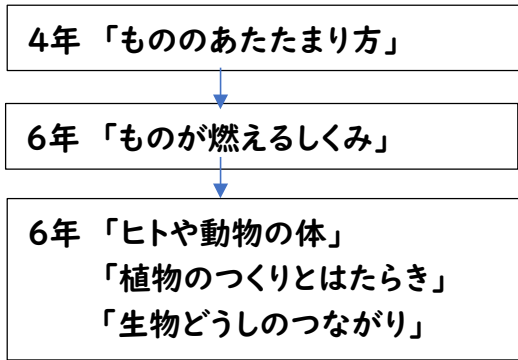 4年 「もののあたたまり方」
6年 「ものが燃えるしくみ」
6年 「ヒトや動物の体」
「植物のつくりとはたらき」
「生物どうしのつながり」